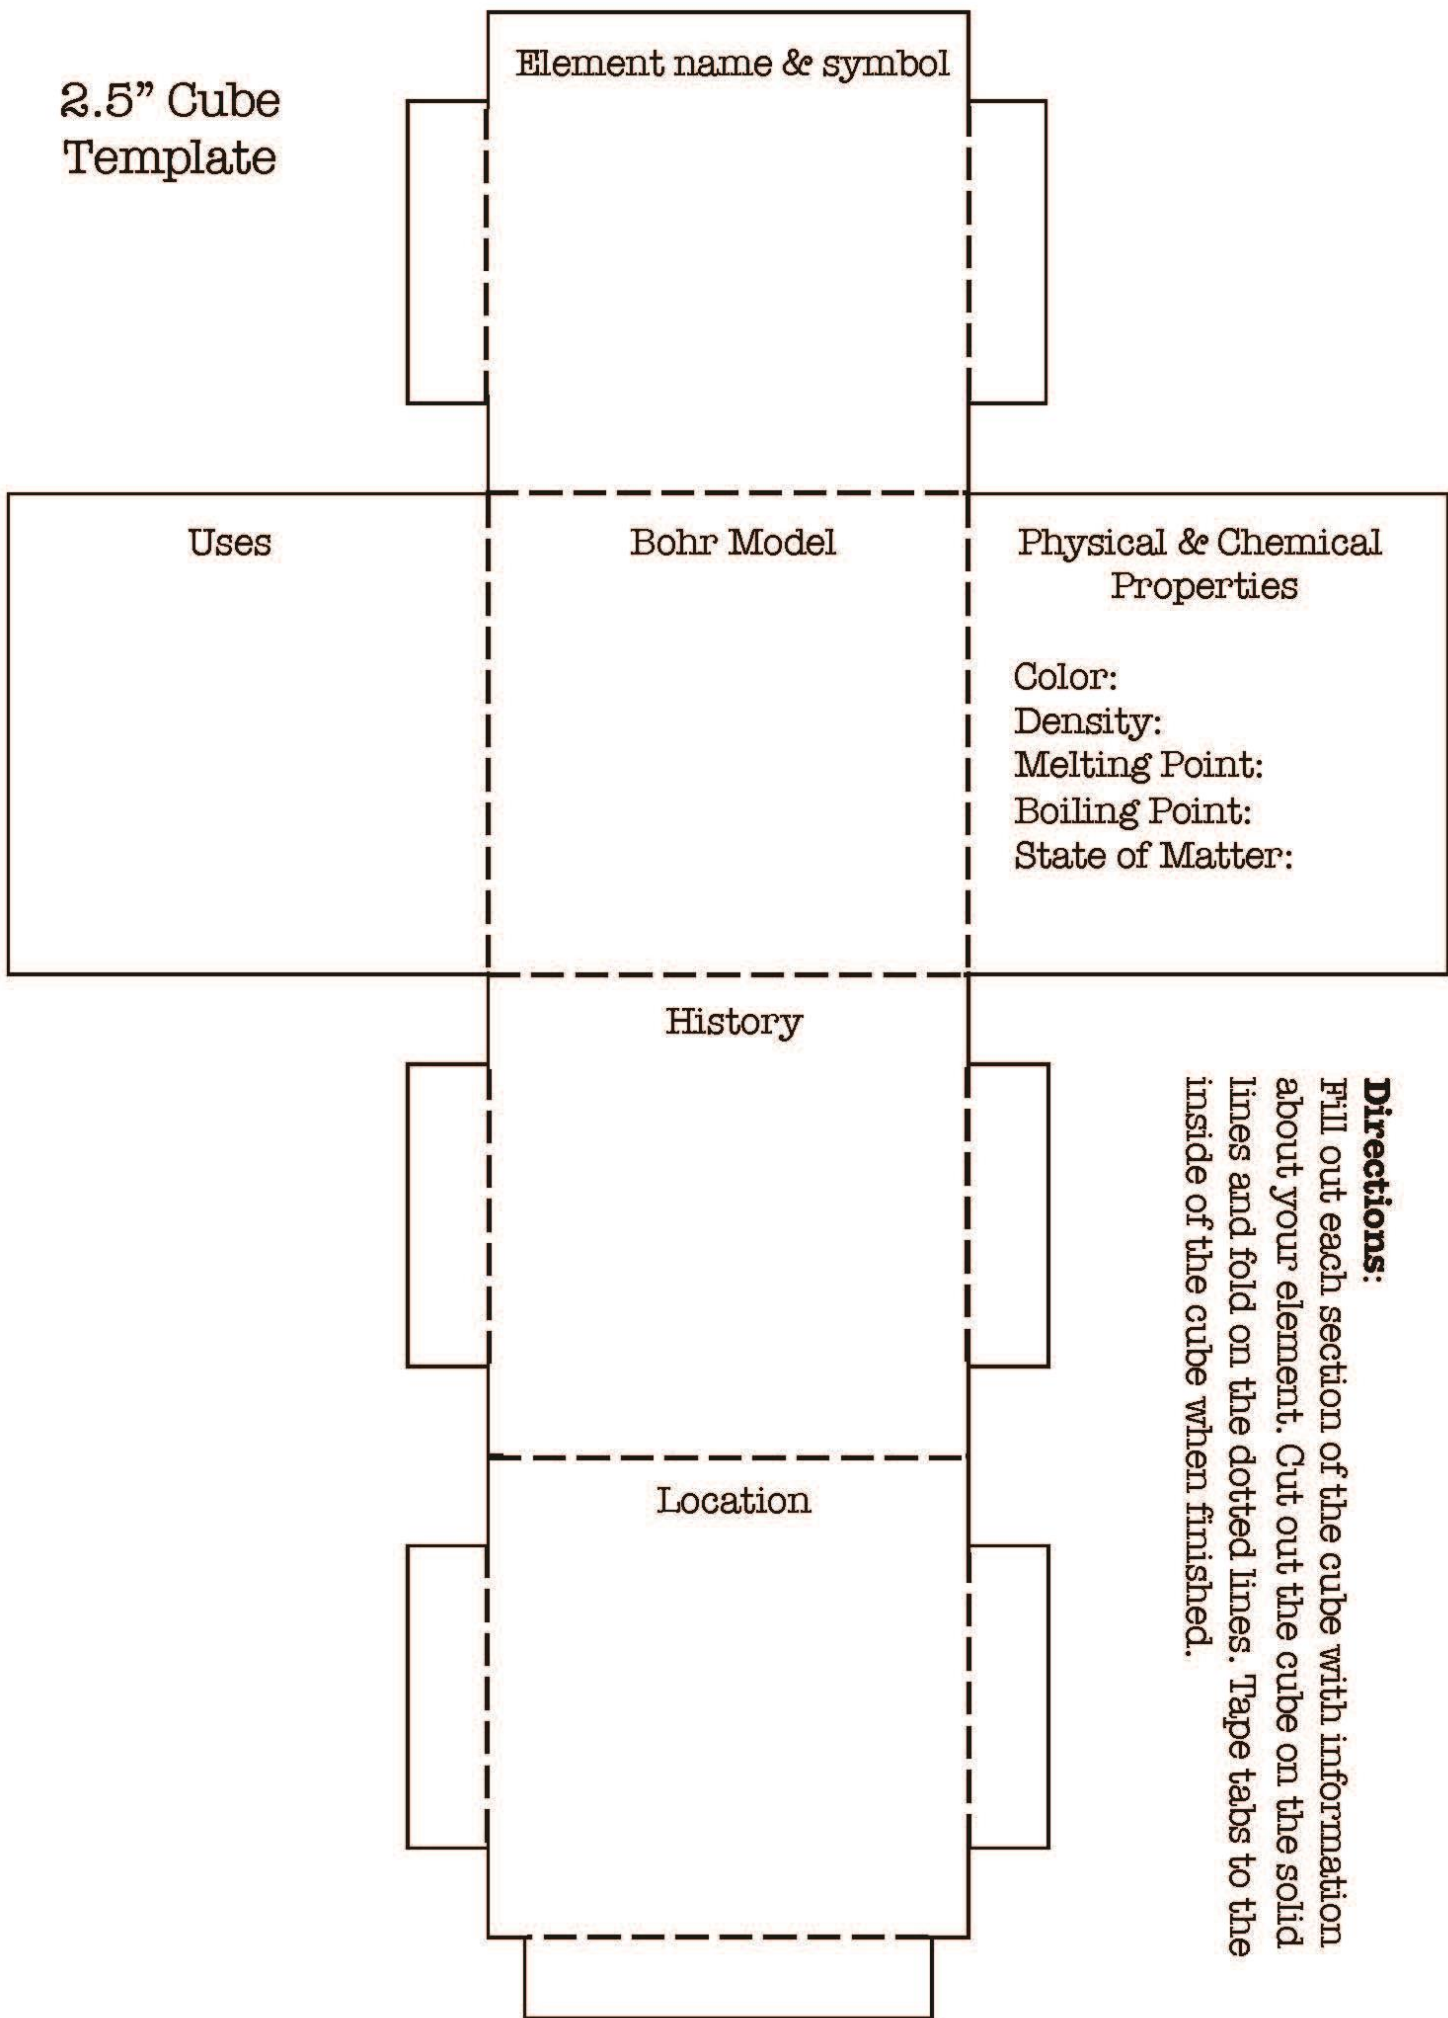 2.5” Cube
Template
Element name & symbol
Uses
Bohr Model
Physical & Chemical
Properties
Color:
Density:
Melting Point:
Boiling Point:
State of Matter:
History
Location
Directions:
Fill out each section of the cube with information
about your element. Cut out the cube on the solid
lines and fold on the dotted lines. Tape tabs to the
inside of the cube when finished.